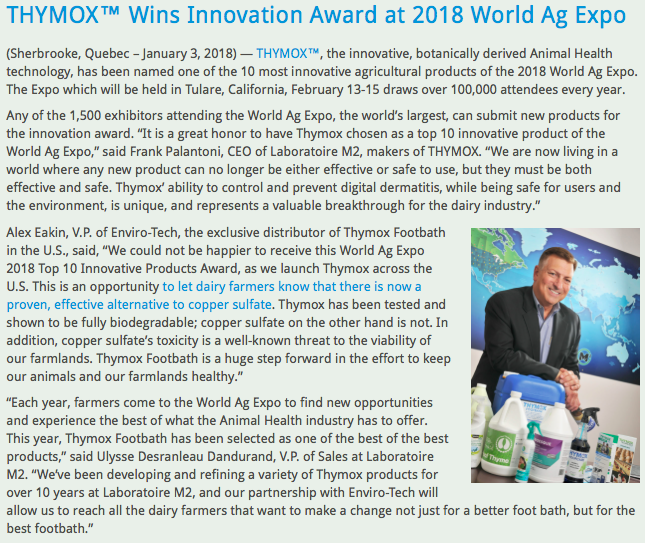 THYMOX™ Wins Innovation Award at 2018 World Ag Expo
(Sherbrooke, Quebec – January 3, 2018) — THYMOX™, the innovative, botanically derived Animal Health
technology, has been named one of the 10 most innovative agricultural products of the 2018 World Ag Expo.
The Expo which will be held in Tulare, California, February 13-15 draws over 100,000 attendees every year.
Any of the 1,500 exhibitors attending the World Ag Expo, the world’s largest, can submit new products for
the innovation award. “It is a great honor to have Thymox chosen as a top 10 innovative product of the
World Ag Expo,” said Frank Palantoni, CEO of Laboratoire M2, makers of THYMOX. “We are now living in a
world where any new product can no longer be either effective or safe to use, but they must be both
effective and safe. Thymox’ ability to control and prevent digital dermatitis, while being safe for users and
the environment, is unique, and represents a valuable breakthrough for the dairy industry.”
Alex Eakin, V.P. of Enviro-Tech, the exclusive distributor of Thymox Footbath
in the U.S., said, “We could not be happier to receive this World Ag Expo
2018 Top 10 Innovative Products Award, as we launch Thymox across the
U.S. This is an opportunity to let dairy farmers know that there is now a
proven, effective alternative to copper sulfate. Thymox has been tested and
shown to be fully biodegradable; copper sulfate on the other hand is not. In
addition, copper sulfate’s toxicity is a well-known threat to the viability of
our farmlands. Thymox Footbath is a huge step forward in the effort to keep
our animals and our farmlands healthy.”
“Each year, farmers come to the World Ag Expo to find new opportunities
and experience the best of what the Animal Health industry has to offer.
This year, Thymox Footbath has been selected as one of the best of the best
products,” said Ulysse Desranleau Dandurand, V.P. of Sales at Laboratoire
M2. “We’ve been developing and refining a variety of Thymox products for
over 10 years at Laboratoire M2, and our partnership with Enviro-Tech will
allow us to reach all the dairy farmers that want to make a change not just for a better foot bath, but for the
best footbath.”